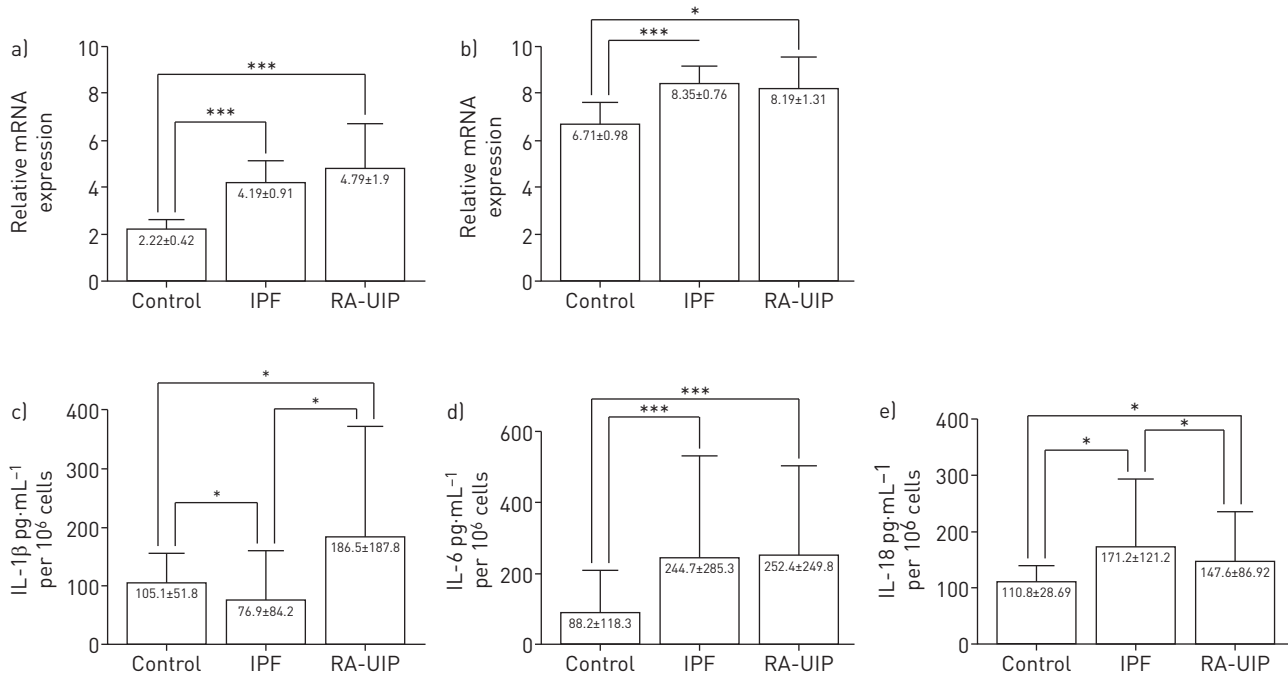 a)
Relative mRNA
expression
10
8
6
4
2
0
***
***
2.22±0.42
4.19±0.91
4.79±1.9
Control IPF RA-UIP
b)
Relative mRNA
expression
10
8
6
4
2
0
*
***
6.71±0.98
8.35±0.76
8.19±1.31
Control IPF RA-UIP
c)
IL-1β pg·mL⁻¹
per 10⁶ cells
400
300
200
100
0
*
*
*
105.1±51.8
76.9±84.2
186.5±187.8
Control IPF RA-UIP
d)
IL-6 pg·mL⁻¹
per 10⁶ cells
600
400
200
0
***
***
88.2±118.3
244.7±285.3
252.4±249.8
Control IPF RA-UIP
e)
IL-18 pg·mL⁻¹
per 10⁶ cells
400
300
200
100
0
*
*
*
110.8±28.69
171.2±121.2
147.6±86.92
Control IPF RA-UIP